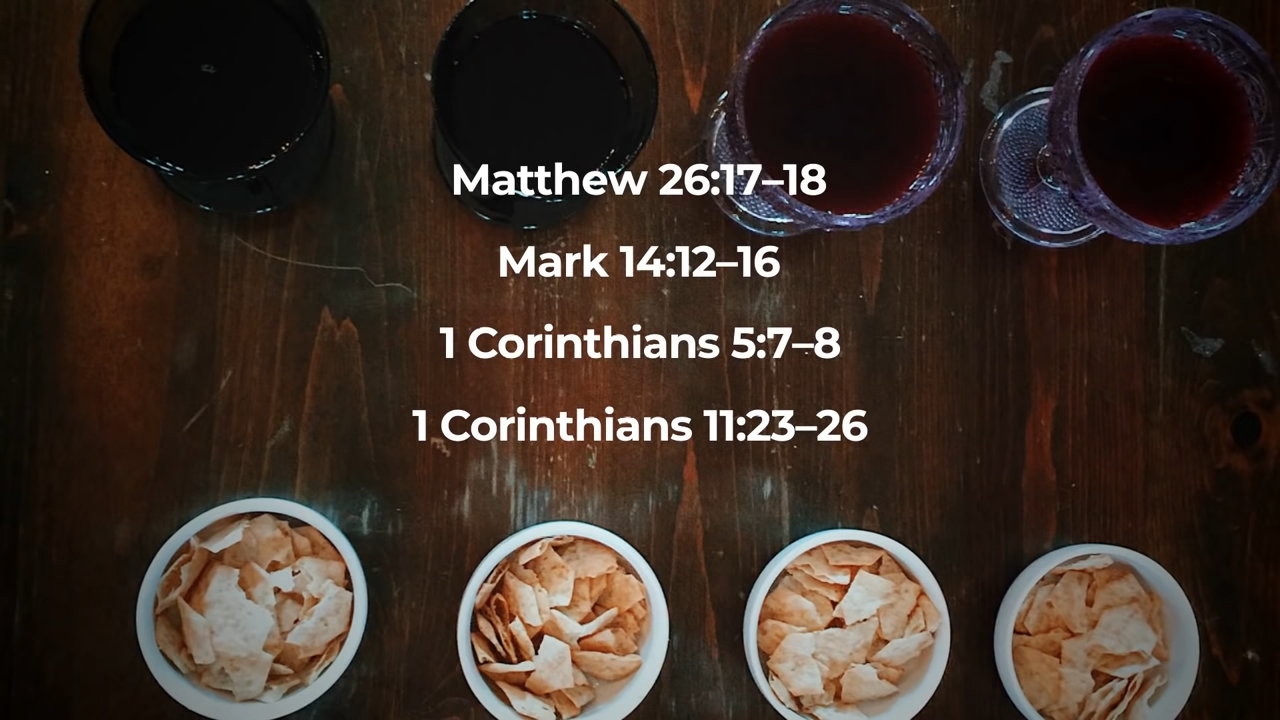 Matthew 26:17–18
Mark 14:12–16
1 Corinthians 5:7–8
1 Corinthians 11:23–26